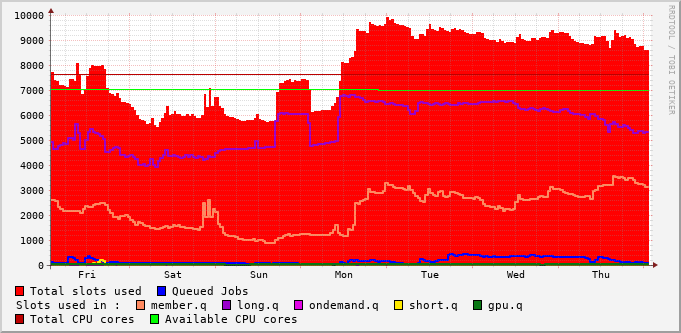 10000
9000
8000
7000
6000
5000
4000
3000
2000
1000
0
Fri Sat Sun Mon Tue Wed Thu
RRDTOOL / TOBI OETIKER
Total slots used Queued Jobs
Slots used in : member.q long.q ondemand.q short.q gpu.q
Total CPU cores Available CPU cores